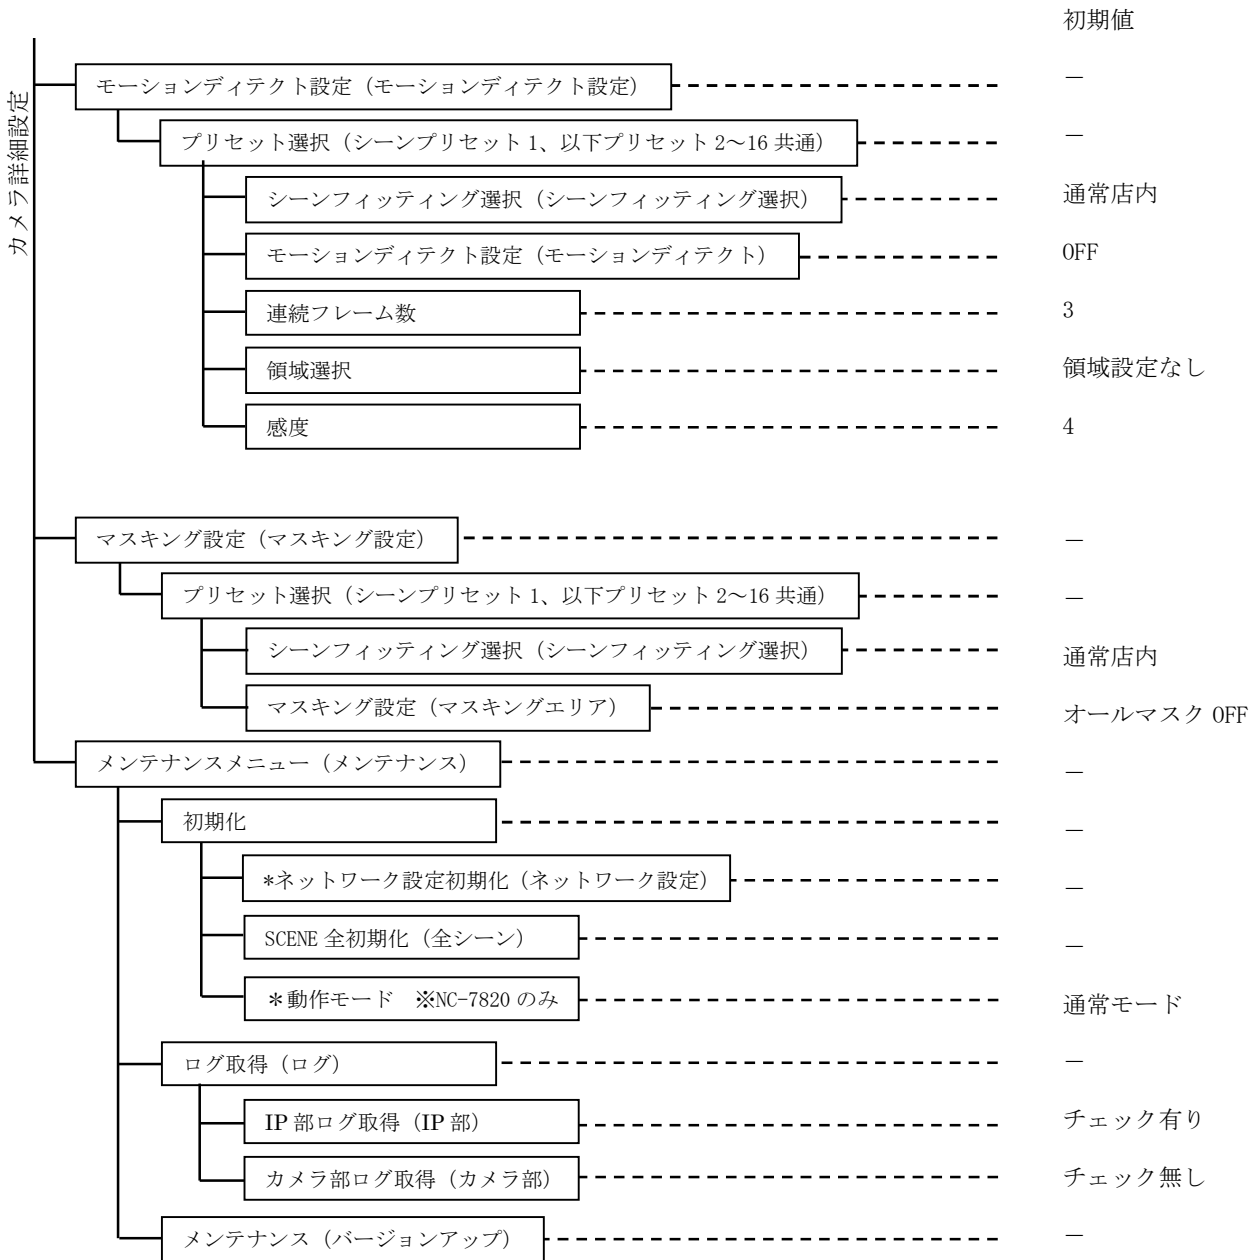 初期値
カメラ詳細設定
モーションディテクト設定（モーションディテクト設定） －
プリセット選択（シーンプリセット 1、以下プリセット 2～16 共通） －
シーンフィッティング選択（シーンフィッティング選択） 通常店内
モーションディテクト設定（モーションディテクト） OFF
連続フレーム数 3
領域選択 領域設定なし
感度 4
マスキング設定（マスキング設定） －
プリセット選択（シーンプリセット 1、以下プリセット 2～16 共通） －
シーンフィッティング選択（シーンフィッティング選択） 通常店内
マスキング設定（マスキングエリア） オールマスク OFF
メンテナンスメニュー（メンテナンス） －
初期化 －
*ネットワーク設定初期化（ネットワーク設定） －
SCENE 全初期化（全シーン） －
＊動作モード　※NC-7820 のみ 通常モード
ログ取得（ログ） －
IP 部ログ取得（IP 部） チェック有り
カメラ部ログ取得（カメラ部） チェック無し
メンテナンス（バージョンアップ） －